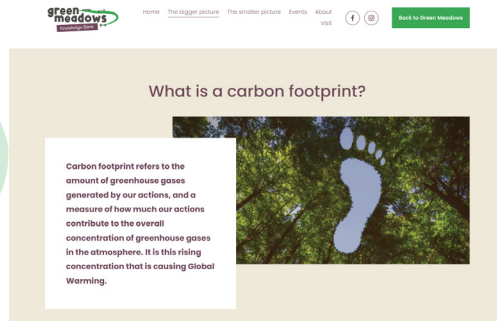 green
meadows
Knowledge Barn
Home The bigger picture The smaller picture Events About
Visit
Back to Green Meadows
What is a carbon footprint?
Carbon footprint refers to the
amount of greenhouse gases
generated by our actions, and a
measure of how much our actions
contribute to the overall
concentration of greenhouse gases
in the atmosphere. It is this rising
concentration that is causing Global
Warming.